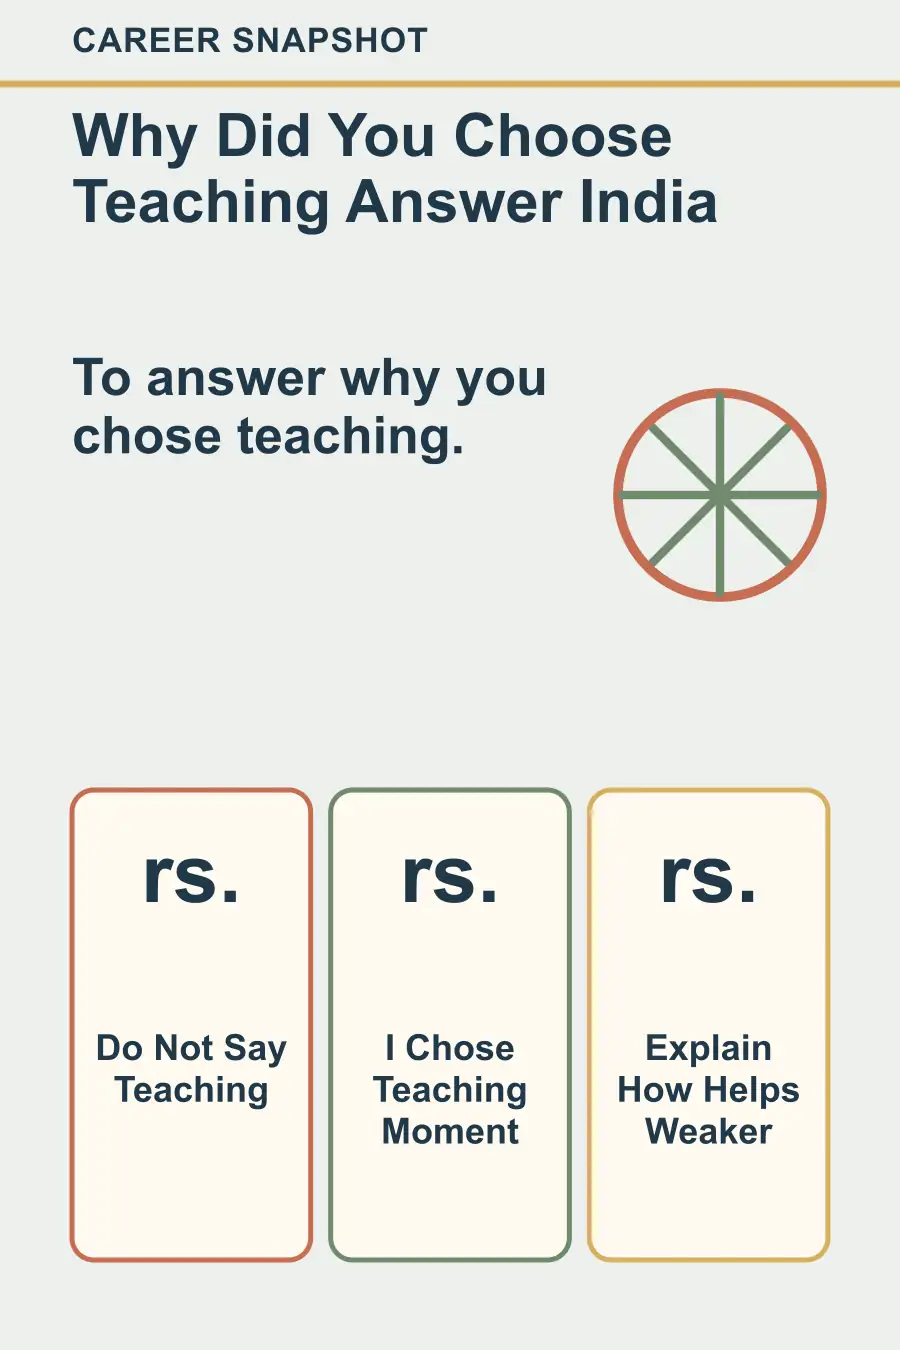 CAREER SNAPSHOT
Why Did You Choose
Teaching Answer India
To answer why you
chose teaching.
rs.
Do Not Say
Teaching
rs.
I Chose
Teaching
Moment
rs.
Explain
How Helps
Weaker